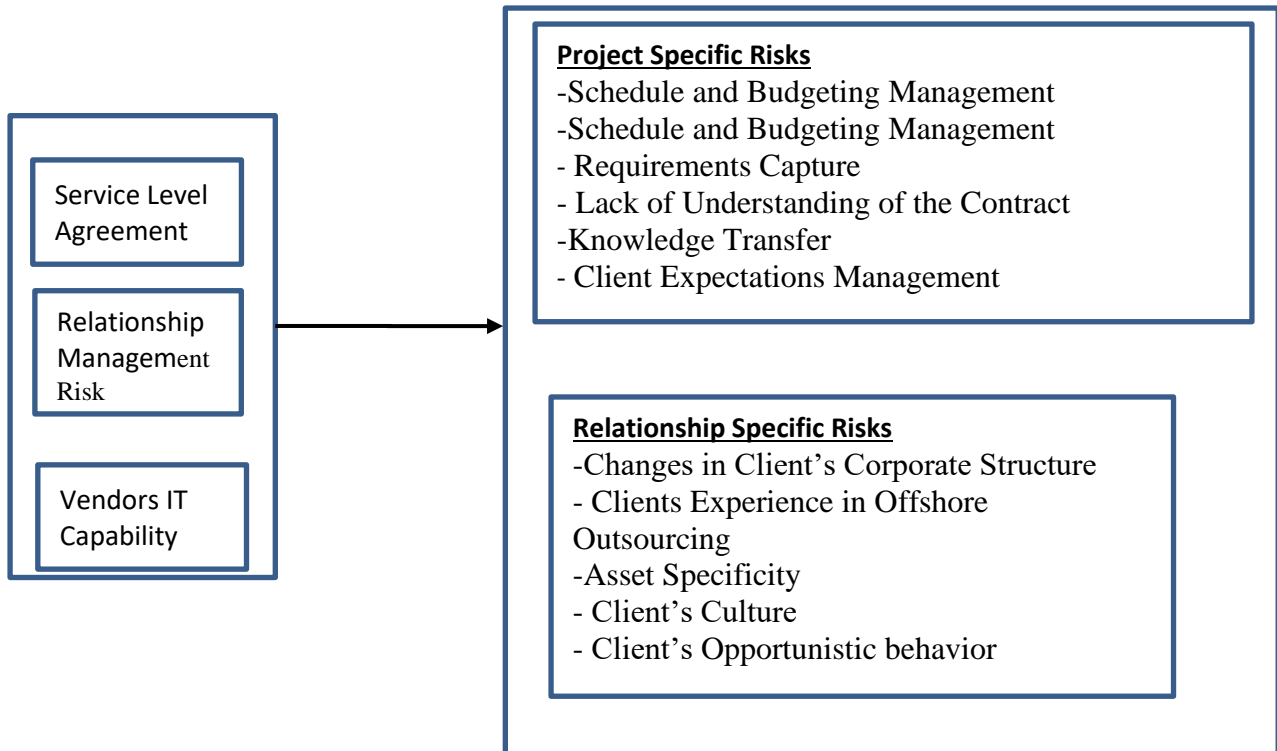 Service Level
Agreement
Relationship
Management
Risk
Vendors IT
Capability
Project Specific Risks
-Schedule and Budgeting Management
-Schedule and Budgeting Management
- Requirements Capture
- Lack of Understanding of the Contract
-Knowledge Transfer
- Client Expectations Management
Relationship Specific Risks
-Changes in Client’s Corporate Structure
- Clients Experience in Offshore
Outsourcing
-Asset Specificity
- Client’s Culture
- Client’s Opportunistic behavior